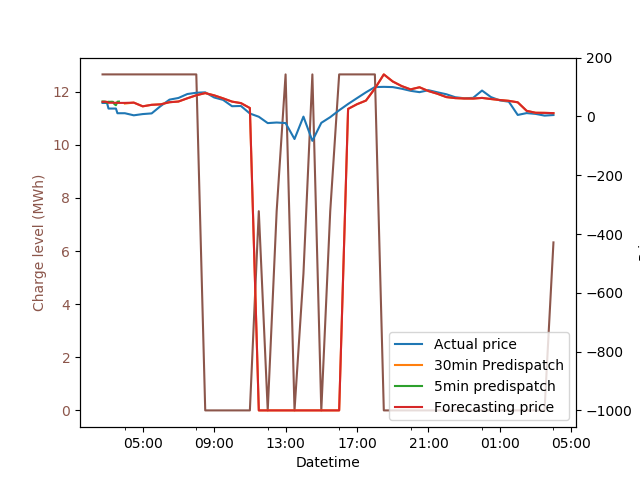 200
12
0
10
−200
8
−400
6
−600
4
−800
2
−1000
0
Charge level (MWh)
Actual price
30min Predispatch
5min predispatch
Forecasting price
05:00 09:00 13:00 17:00 21:00 01:00 05:00
Datetime